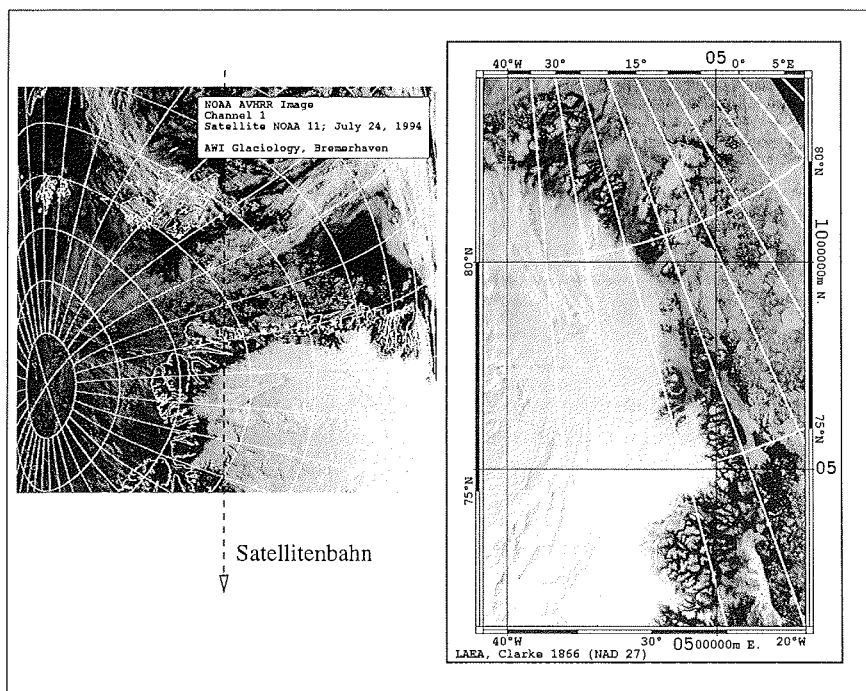 NOAA AVHRR Image
Channel 1
Satellite NOAA 11; July 24, 1994
AWI Glaciology, Bremerhaven
Satellitenbahn
40°W 30° 15° 05 0° 5°E
80°N
80°N
1000000m N.
75°N
75°N
05
40°W 30° 0500000m E. 20°W
LAEA, Clarke 1866 (NAD 27)